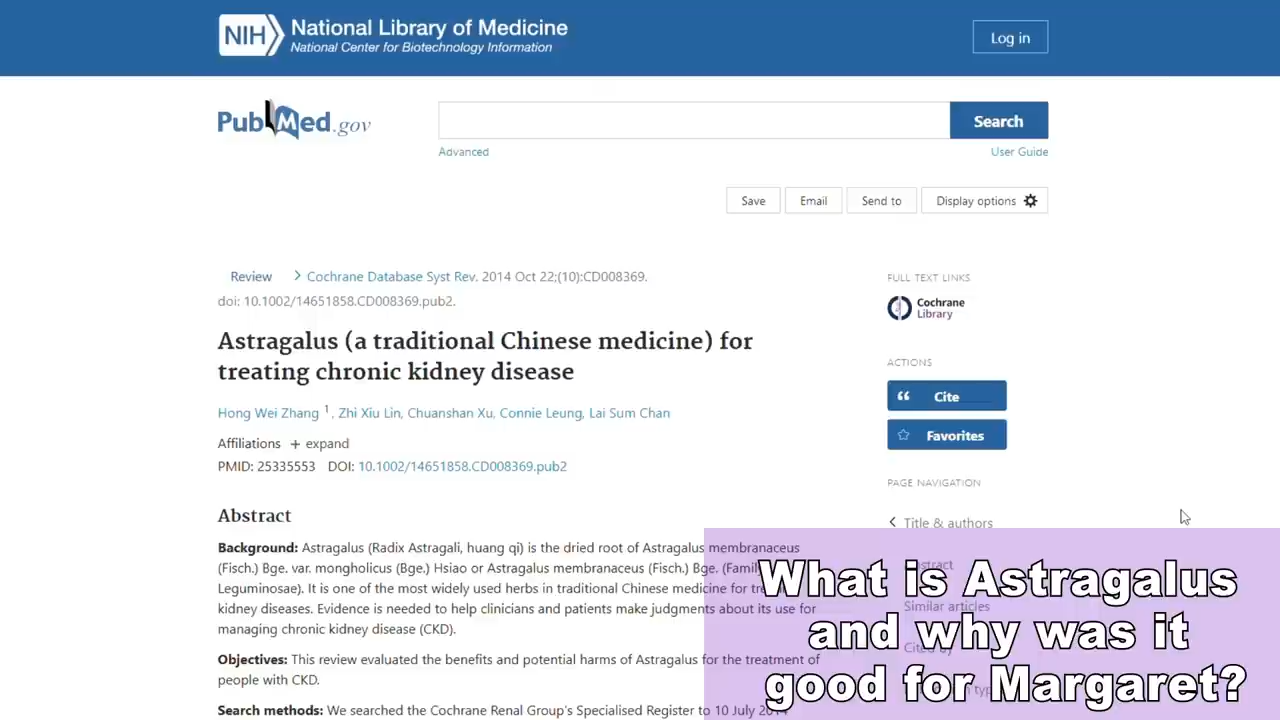 NIH National Library of Medicine
National Center for Biotechnology Information
Log in
PubMed.gov
Search
Advanced
User Guide
Save
Email
Send to
Display options
Review > Cochrane Database Syst Rev. 2014 Oct 22;(10):CD008369.
doi: 10.1002/14651858.CD008369.pub2.
Astragalus (a traditional Chinese medicine) for
treating chronic kidney disease
Hong Wei Zhang 1, Zhi Xiu Lin, Chuanshan Xu, Connie Leung, Lai Sum Chan
Affiliations + expand
PMID: 25335553 DOI: 10.1002/14651858.CD008369.pub2
Abstract
Background: Astragalus (Radix Astragali, huang qi) is the dried root of Astragalus membranaceus
(Fisch.) Bge. var. mongholicus (Bge.) Hsiao or Astragalus membranaceus (Fisch.) Bge. (Family
Leguminosae). It is one of the most widely used herbs in traditional Chinese medicine for
kidney diseases. Evidence is needed to help clinicians and patients make judgments about its use for
managing chronic kidney disease (CKD).
Objectives: This review evaluated the benefits and potential harms of Astragalus for the treatment of
people with CKD.
Search methods: We searched the Cochrane Renal Group's Specialised Register to 10 July 2014
FULL TEXT LINKS
Cochrane
Library
ACTIONS
Cite
Favorites
PAGE NAVIGATION
< Title & authors
Similar articles
What is Astragalus
and why was it
good for Margaret?